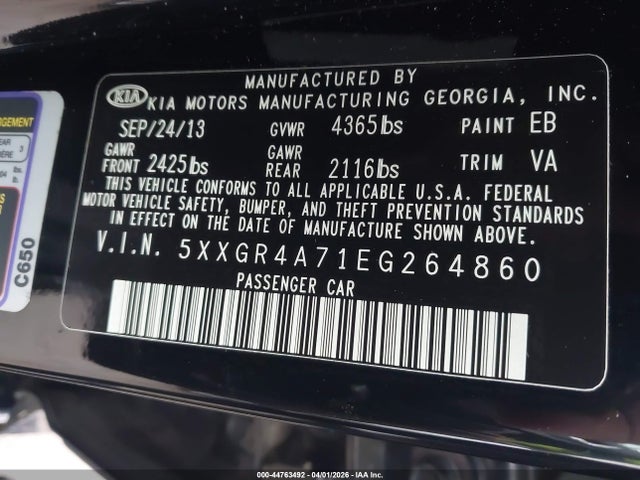 MANUFACTURED BY
KIA KIA MOTORS MANUFACTURING GEORGIA, INC.
SEP/24/13 GVWR 4365lbs PAINT EB
GAWR FRONT 2425lbs GAWR REAR 2116lbs TRIM VA
THIS VEHICLE CONFORMS TO ALL APPLICABLE U.S.A. FEDERAL
MOTOR VEHICLE SAFETY, BUMPER, AND THEFT PREVENTION STANDARDS
IN EFFECT ON THE DATE OF MANUFACTURE SHOWN ABOVE.
V.I.N. 5XXGR4A71EG264860
PASSENGER CAR
C650
3
000-44763492 - 04/01/2026 - IAA Inc.